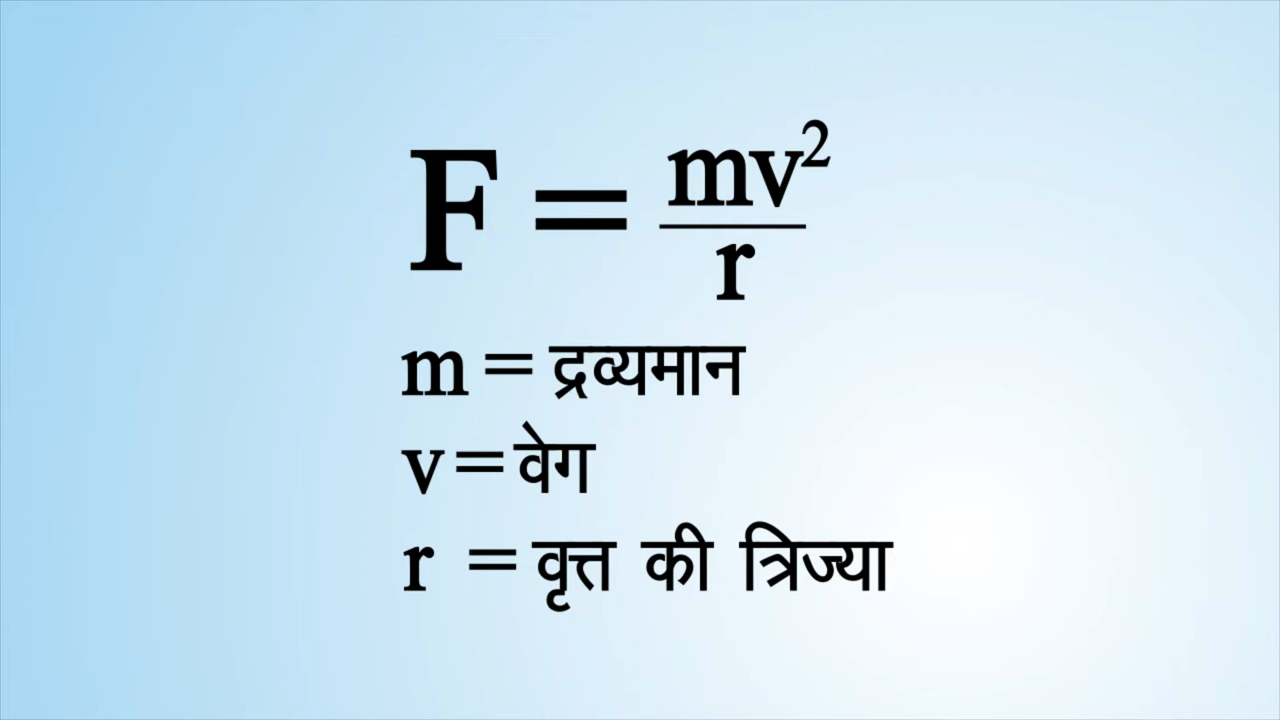 F = mv²/r
m = द्रव्यमान
v = वेग
r = वृत्त की त्रिज्या